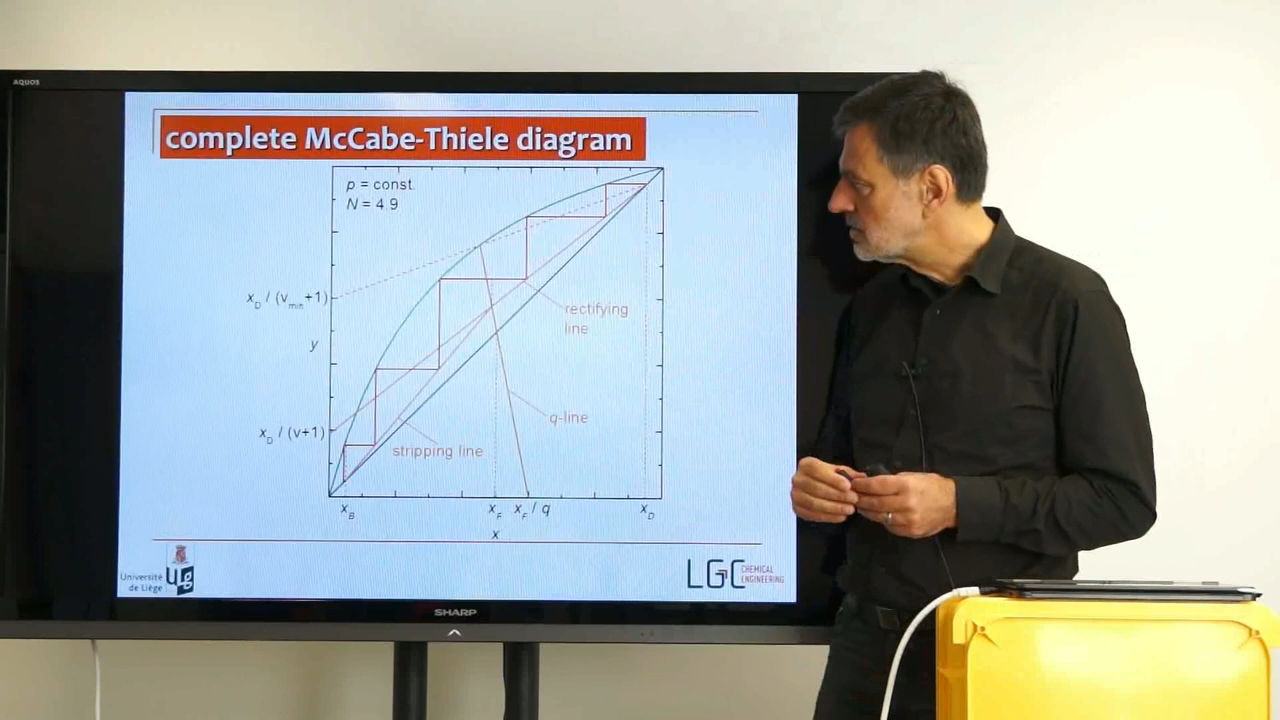 AQUOS
complete McCabe-Thiele diagram
p = const.
N = 4.9
x_D / (v_min+1)
rectifying
line
y
q-line
x_D / (v+1)
stripping line
x_B x_F x_F / q x_D
x
Université
de Liège
LGC CHEMICAL
ENGINEERING
SHARP